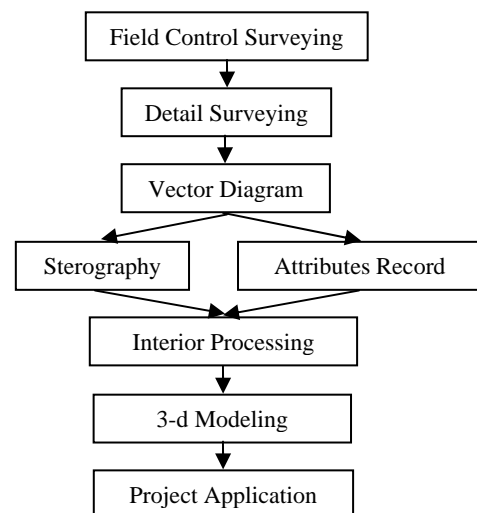 Field Control Surveying
Detail Surveying
Vector Diagram
Sterography
Attributes Record
Interior Processing
3-d Modeling
Project Application